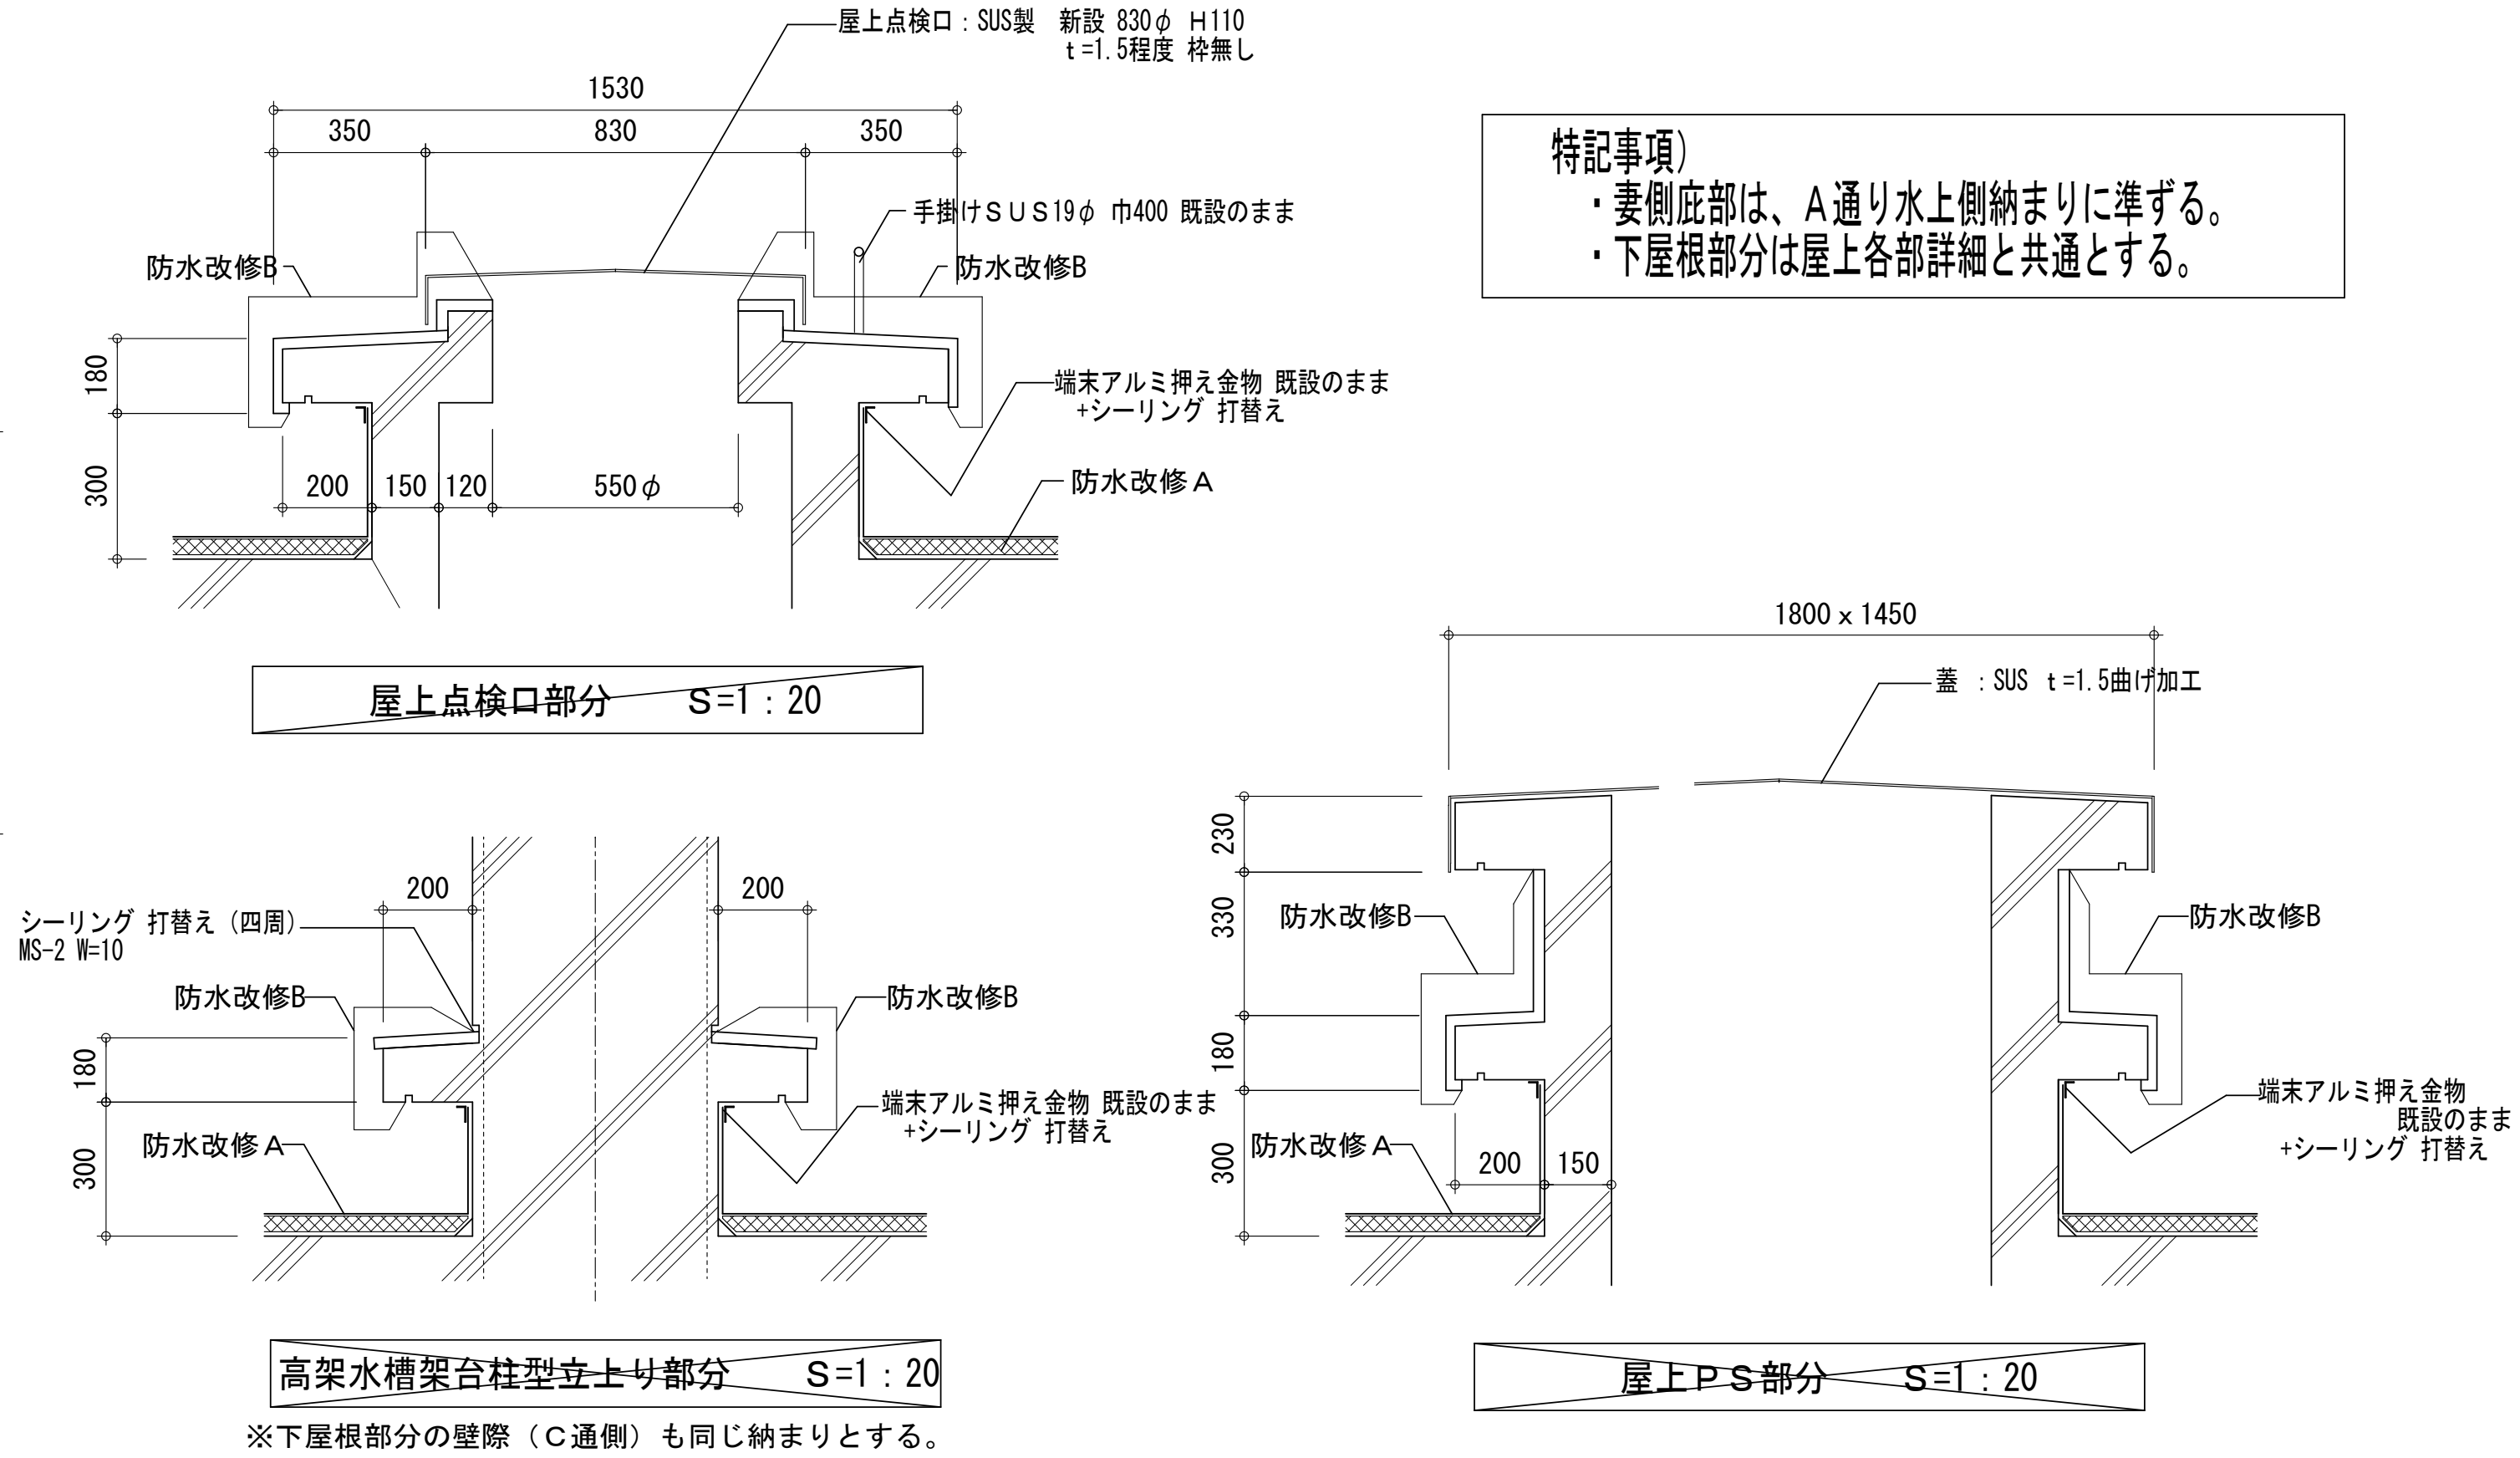 屋上点検口：SUS製　新設 830φ　H110
t=1.5程度 枠無し
1530
350
830
350
手掛けＳＵＳ19φ　巾400 既設のまま
防水改修B
防水改修B
180
300
端末アルミ押え金物 既設のまま
+シーリング 打替え
防水改修Ａ
200
150
120
550φ
屋上点検口部分　　Ｓ=1：20
特記事項）
・妻側庇部は、Ａ通り水上側納まりに準ずる。
・下屋根部分は屋上各部詳細と共通とする。
200
200
シーリング 打替え（四周）
MS-2 W=10
防水改修B
防水改修B
180
300
防水改修Ａ
端末アルミ押え金物 既設のまま
+シーリング 打替え
高架水槽架台柱型立上り部分　　Ｓ=1：20
※下屋根部分の壁際（Ｃ通側）も同じ納まりとする。
1800ｘ1450
蓋　：SUS　t=1.5曲げ加工
230
330
180
300
防水改修B
防水改修B
防水改修Ａ
200
150
端末アルミ押え金物
既設のまま
+シーリング 打替え
屋上ＰＳ部分　　Ｓ=1：20